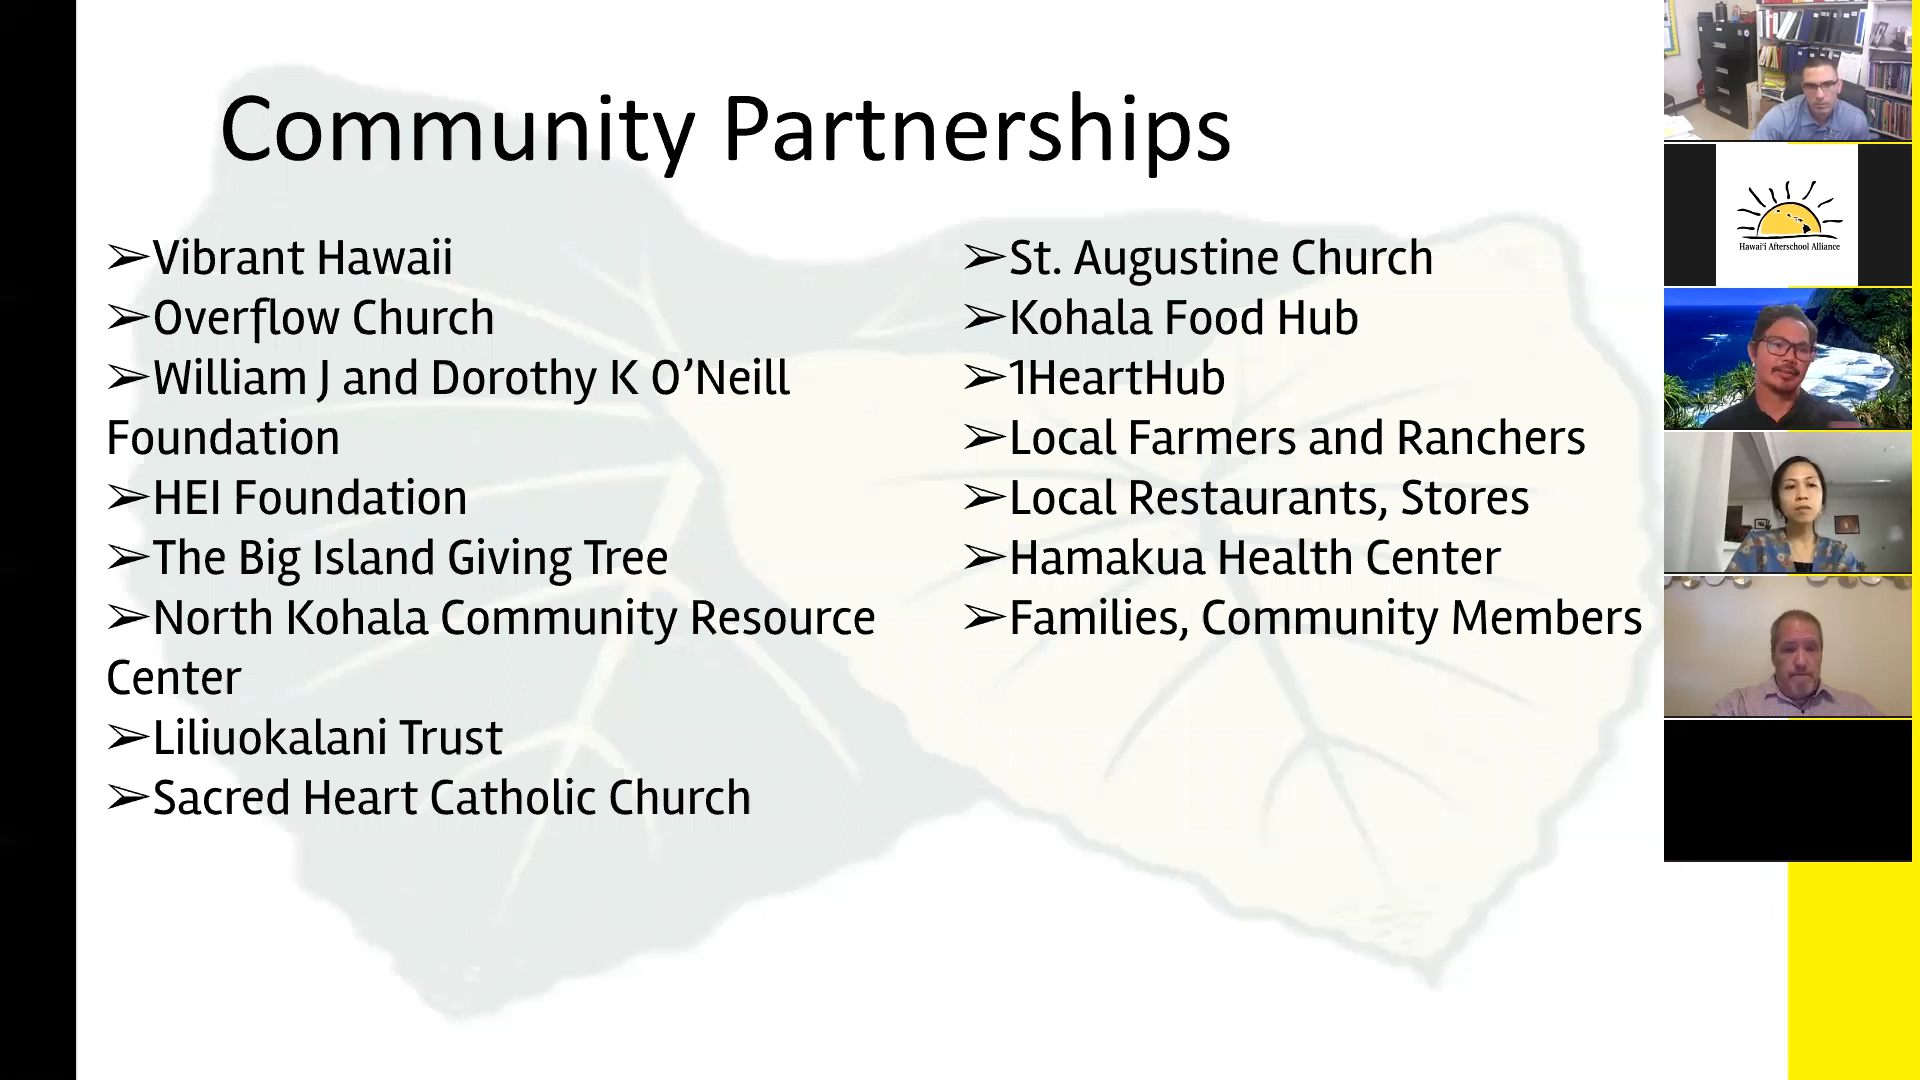 Community Partnerships
➢Vibrant Hawaii
➢Overflow Church
➢William J and Dorothy K O’Neill
Foundation
➢HEI Foundation
➢The Big Island Giving Tree
➢North Kohala Community Resource
Center
➢Liliuokalani Trust
➢Sacred Heart Catholic Church
➢St. Augustine Church
➢Kohala Food Hub
➢1HeartHub
➢Local Farmers and Ranchers
➢Local Restaurants, Stores
➢Hamakua Health Center
➢Families, Community Members
Hawai'i Afterschool Alliance